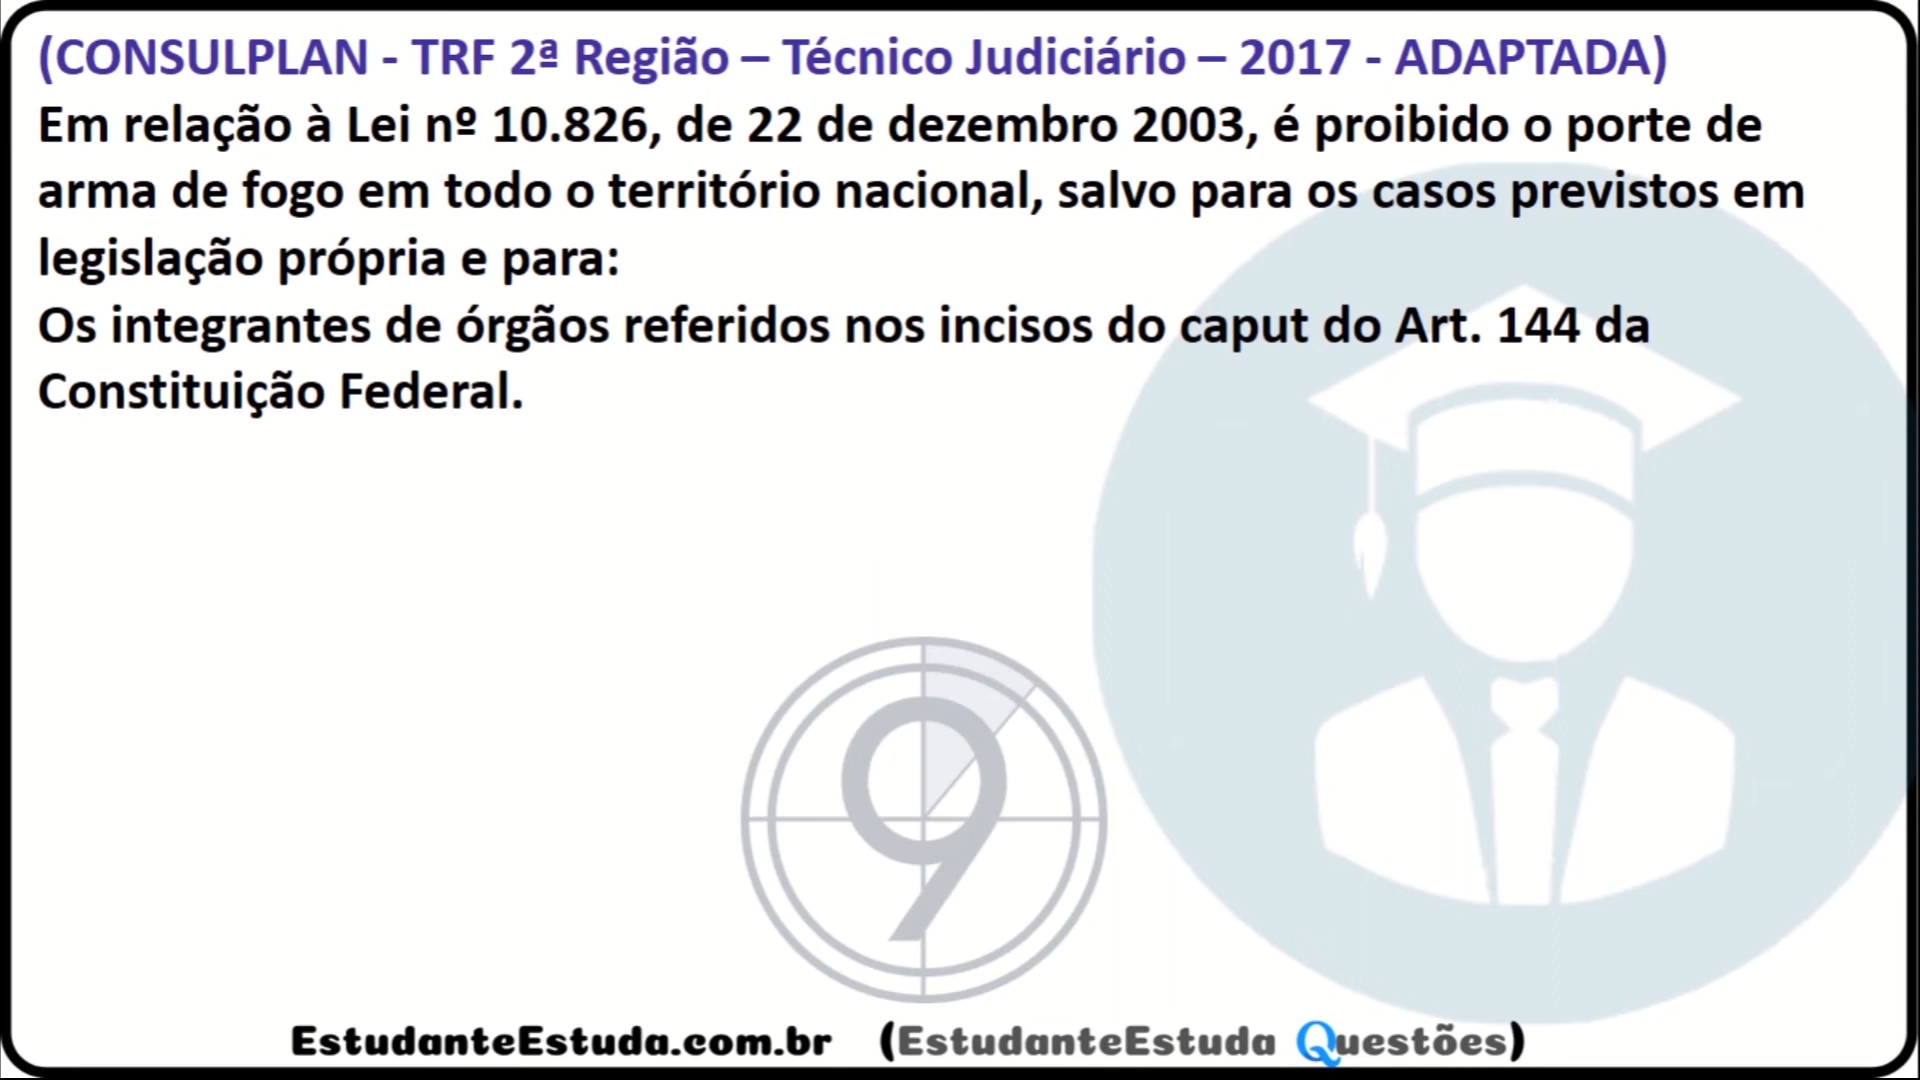 (CONSULPLAN - TRF 2ª Região – Técnico Judiciário – 2017 - ADAPTADA)
Em relação à Lei nº 10.826, de 22 de dezembro 2003, é proibido o porte de
arma de fogo em todo o território nacional, salvo para os casos previstos em
legislação própria e para:
Os integrantes de órgãos referidos nos incisos do caput do Art. 144 da
Constituição Federal.
9
EstudanteEstuda.com.br (EstudanteEstuda Questões)